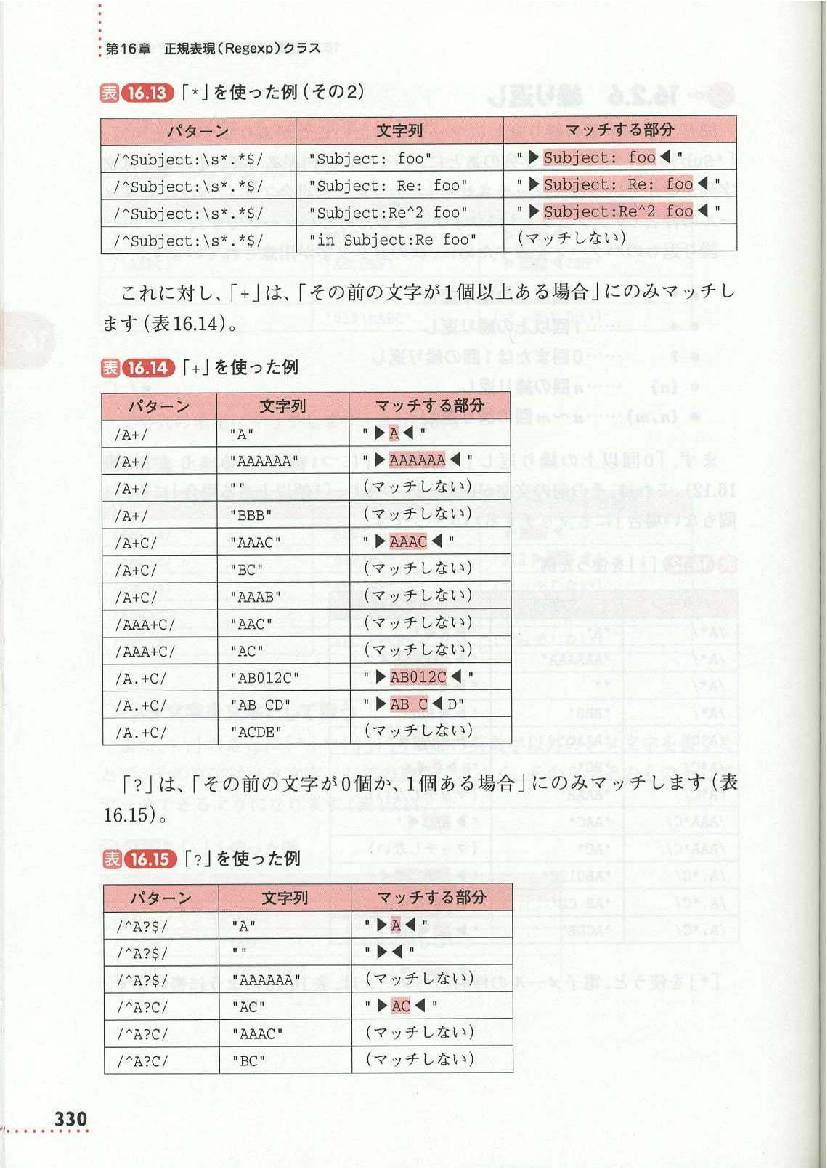 第16章 正規表現(Regexp)クラス
表16.13 「*」を使った例(その2)
パターン 文字列 マッチする部分
/^Subject:\s*.*$/ "Subject: foo" "▶Subject: foo◀"
/^Subject:\s*.*$/ "Subject: Re: foo" "▶Subject: Re: foo◀"
/^Subject:\s*.*$/ "Subject:Re^2 foo" "▶Subject:Re^2 foo◀"
/^Subject:\s*.*$/ "in Subject:Re foo" (マッチしない)
これに対し、「+」は、「その前の文字が1個以上ある場合」にのみマッチし
ます(表16.14)。
表16.14 「+」を使った例
パターン 文字列 マッチする部分
/A+/ "A" "▶A◀"
/A+/ "AAAAAA" "▶AAAAAA◀"
/A+/ "" (マッチしない)
/A+/ "BBB" (マッチしない)
/A+C/ "AAAC" "▶AAAC◀"
/A+C/ "BC" (マッチしない)
/A+C/ "AAAB" (マッチしない)
/AAA+C/ "AAC" (マッチしない)
/AAA+C/ "AC" (マッチしない)
/A.+C/ "AB012C" "▶AB012C◀"
/A.+C/ "AB CD" "▶AB C◀D"
/A.+C/ "ACDE" (マッチしない)
「?」は、「その前の文字が0個か、1個ある場合」にのみマッチします(表
16.15)。
表16.15 「?」を使った例
パターン 文字列 マッチする部分
/^A?$/ "A" "▶A◀"
/^A?$/ "" "▶◀"
/^A?$/ "AAAAAA" (マッチしない)
/^A?C/ "AC" "▶AC◀"
/^A?C/ "AAAC" (マッチしない)
/^A?C/ "BC" (マッチしない)
330